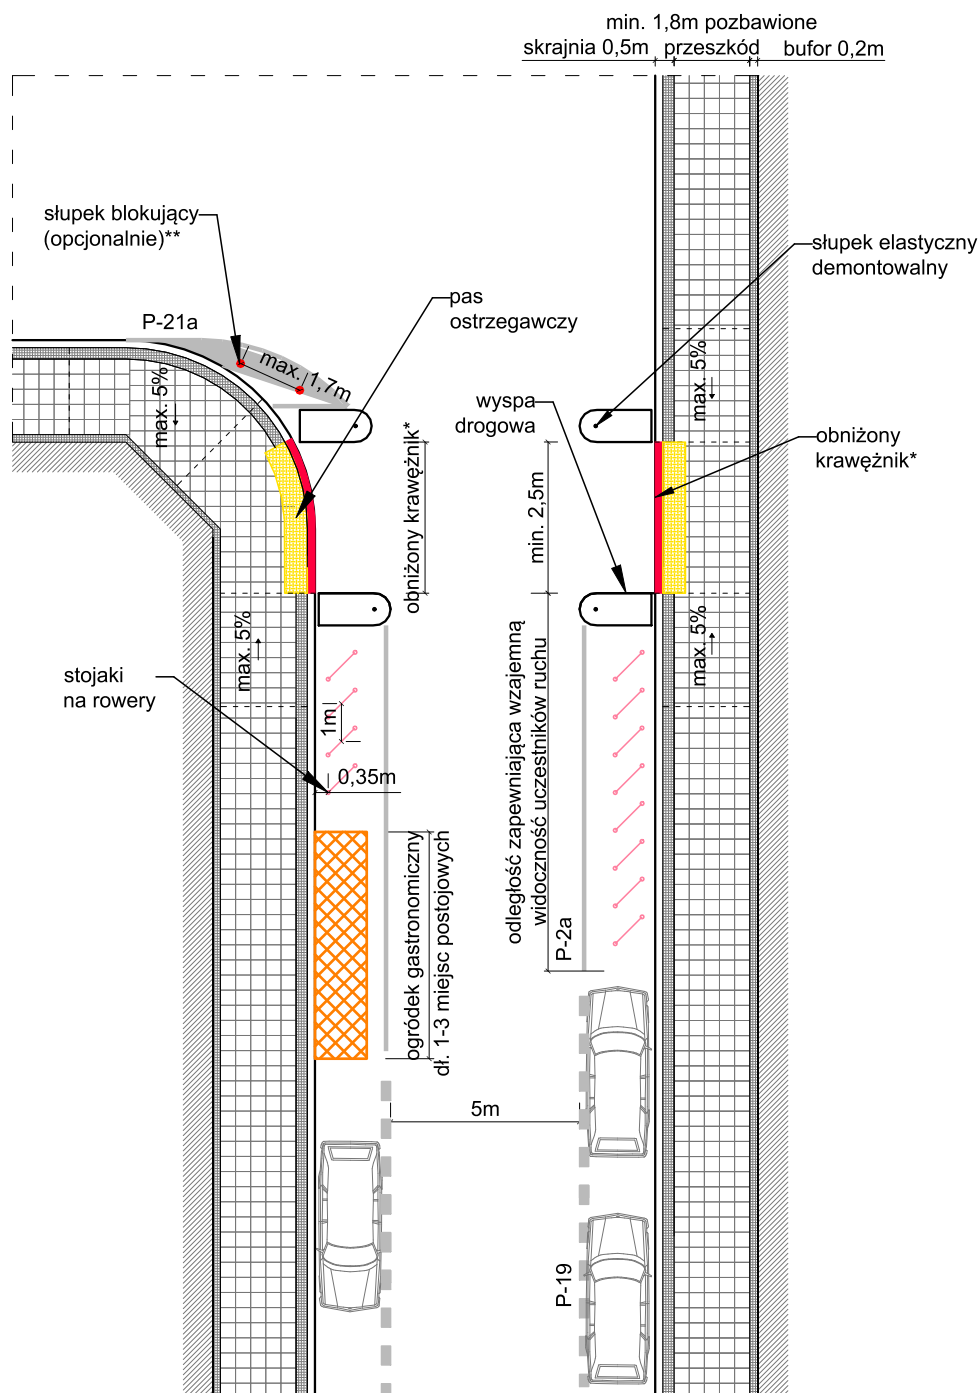 min. 1,8m pozbawione
skrajnia 0,5m
przeszkód
bufor 0,2m
słupek blokujący
(opcjonalnie)**
słupek elastyczny
demontowalny
pas
ostrzegawczy
P-21a
max. 1,7m
max. 5%
max. 5%
wyspa
drogowa
obniżony
krawężnik*
obniżony krawężnik*
min. 2,5m
max. 5%
max. 5%
stojaki
na rowery
1m
0,35m
odległość zapewniająca wzajemną
widoczność uczestników ruchu
P-2a
ogródek gastronomiczny
dł. 1-3 miejsc postojowych
5m
P-19